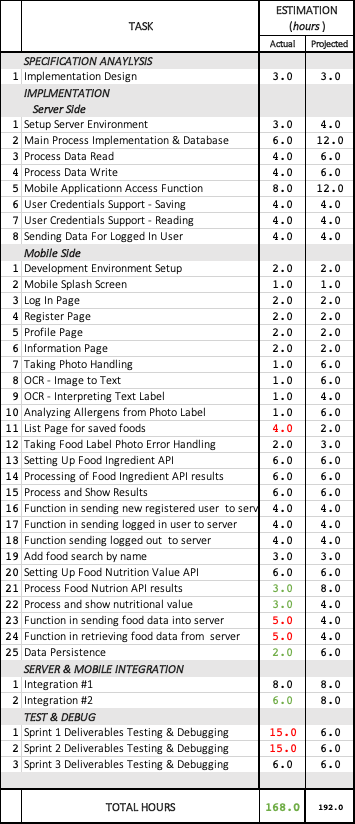 TASK ESTIMATION
(hours)
Actual Projected
SPECIFICATION ANAYLYSIS
1 Implementation Design 3.0 3.0
IMPLMENTATION
Server Side
1 Setup Server Environment 3.0 4.0
2 Main Process Implementation & Database 6.0 12.0
3 Process Data Read 4.0 6.0
4 Process Data Write 4.0 6.0
5 Mobile Applicationn Access Function 8.0 12.0
6 User Credentials Support - Saving 4.0 4.0
7 User Credentials Support - Reading 4.0 4.0
8 Sending Data For Logged In User 4.0 4.0
Mobile Side
1 Development Environment Setup 2.0 2.0
2 Mobile Splash Screen 1.0 1.0
3 Log In Page 2.0 2.0
4 Register Page 2.0 2.0
5 Profile Page 2.0 2.0
6 Information Page 2.0 2.0
7 Taking Photo Handling 1.0 6.0
8 OCR - Image to Text 1.0 6.0
9 OCR - Interpreting Text Label 1.0 4.0
10 Analyzing Allergens from Photo Label 1.0 6.0
11 List Page for saved foods 4.0 2.0
12 Taking Food Label Photo Error Handling 2.0 3.0
13 Setting Up Food Ingredient API 6.0 6.0
14 Processing of Food Ingredient API results 6.0 6.0
15 Process and Show Results 6.0 6.0
16 Function in sending new registered user to serv 4.0 4.0
17 Function in sending logged in user to server 4.0 4.0
18 Function sending logged out to server 4.0 4.0
19 Add food search by name 3.0 3.0
20 Setting Up Food Nutrition Value API 6.0 6.0
21 Process Food Nutrion API results 3.0 8.0
22 Process and show nutritional value 3.0 4.0
23 Function in sending food data into server 5.0 4.0
24 Function in retrieving food data from server 5.0 4.0
25 Data Persistence 2.0 6.0
SERVER & MOBILE INTEGRATION
1 Integration #1 8.0 8.0
2 Integration #2 6.0 8.0
TEST & DEBUG
1 Sprint 1 Deliverables Testing & Debugging 15.0 6.0
2 Sprint 2 Deliverables Testing & Debugging 15.0 6.0
3 Sprint 3 Deliverables Testing & Debugging 6.0 6.0
TOTAL HOURS 168.0 192.0